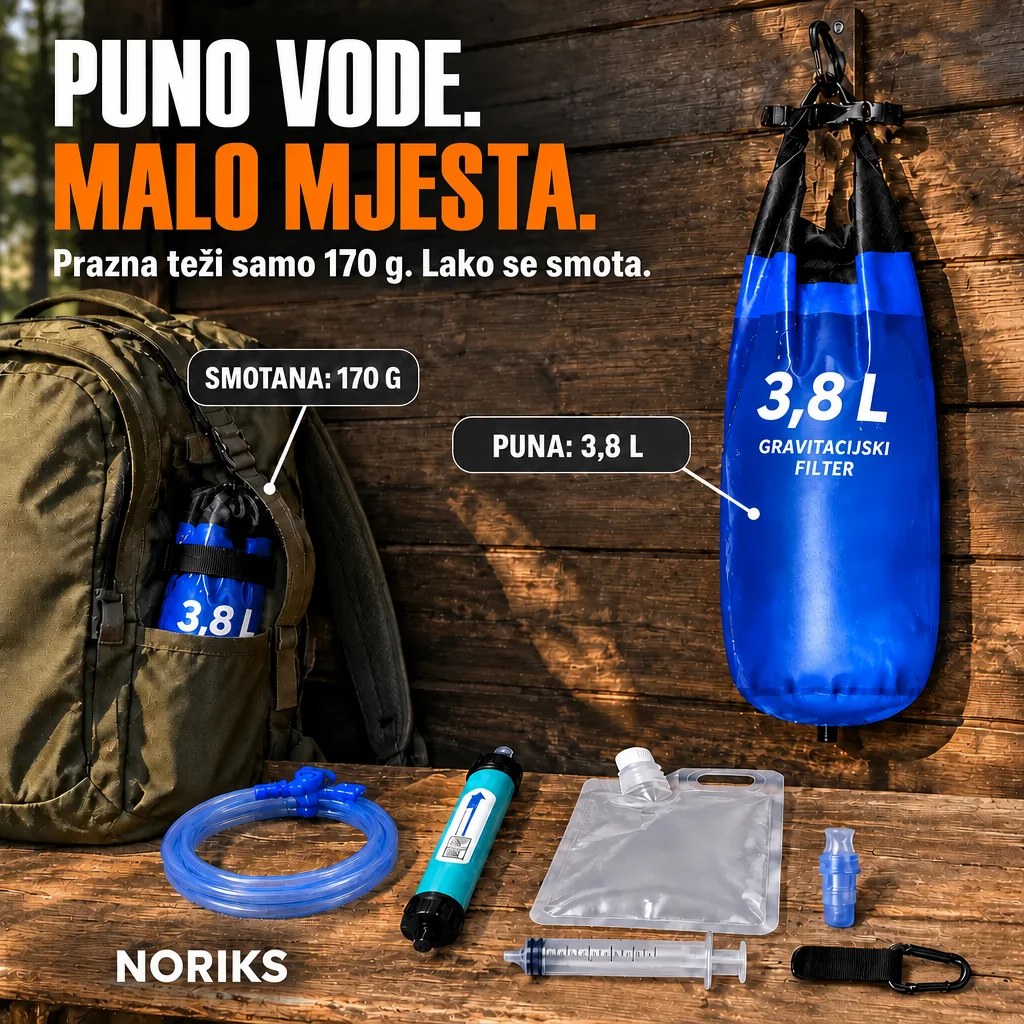 PUNO VODE.
MALO MJESTA.
Prazna teži samo 170 g. Lako se smota.
SMOTANA: 170 G
PUNA: 3,8 L
3,8 L
GRAVITACIJSKI
FILTER
3,8 L
NORIKS